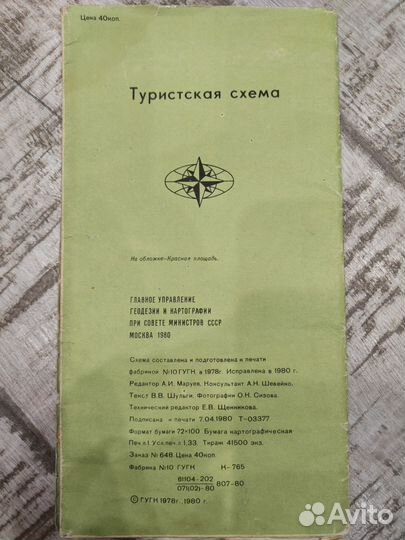 Цена 40коп.
Туристская схема
На обложке-Красная площадь.
ГЛАВНОЕ УПРАВЛЕНИЕ
ГЕОДЕЗИИ И КАРТОГРАФИИ
ПРИ СОВЕТЕ МИНИСТРОВ СССР
МОСКВА 1980
Схема составлена и подготовлена к печати
фабрикой №10 ГУГК в 1978г. Исправлена в 1980 г.
Редактор А.И. Маруев. Консультант А.Н. Швейко.
Текст В.В. Шульги. Фотографии О.К. Сизова.
Технический редактор Е.В. Щенникова.
Подписана к печати 7.04.1980 Т-03377
Формат бумаги 72×100 Бумага картографическая
Печ.л.1. Усл.печ.л 1,33. Тираж 41500 экз.
Заказ № 648. Цена 40коп.
Фабрика №10 ГУГК К-765
61104-202
071(02)-80 807-80
© ГУГК 1978г., 1980 г.
Avito